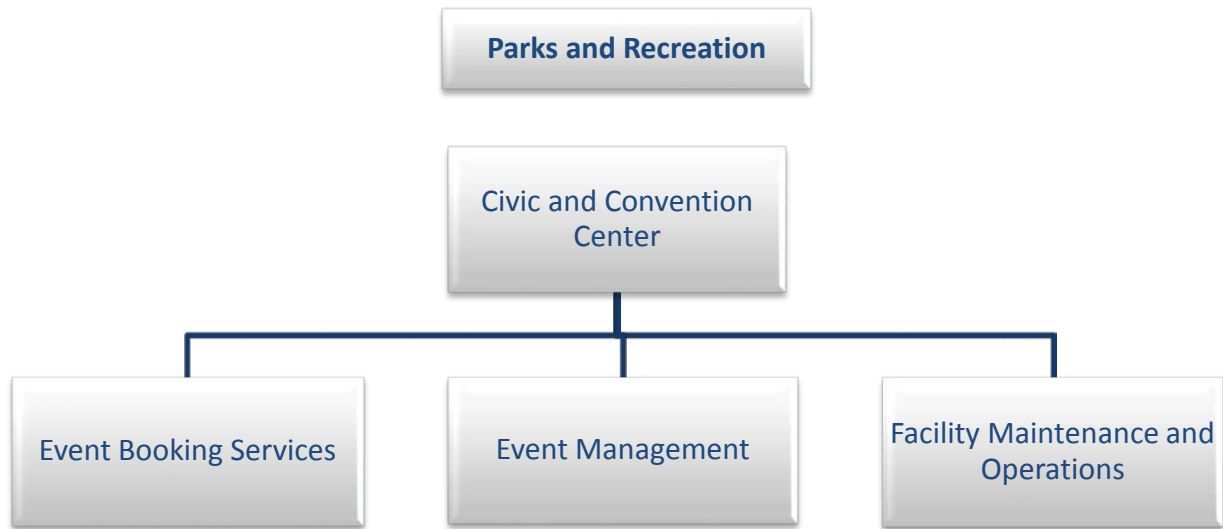 Parks and Recreation
Civic and Convention
Center
Event Booking Services
Event Management
Facility Maintenance and
Operations